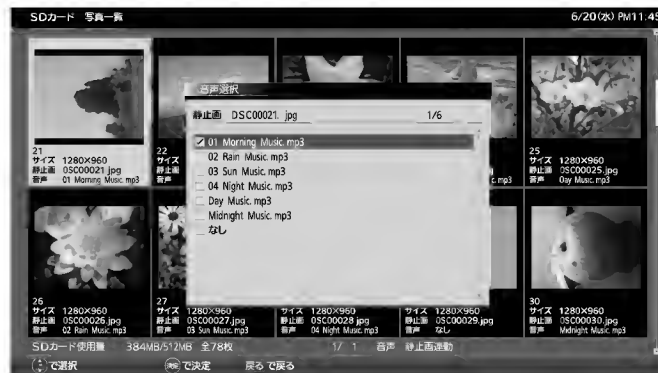 SDカード 写真一覧 6/20(水) PM11:45
音声選択
静止画 DSC00021.jpg 1/6
01 Morning Music.mp3
02 Rain Music.mp3
03 Sun Music.mp3
04 Night Music.mp3
Day Music.mp3
Midnight Music.mp3
なし
21
サイズ 1280×960
静止画 DSC00021.jpg
音声 01 Morning Music.mp3
22
25
サイズ 1280×960
静止画 DSC00025.jpg
音声 Day Music.mp3
26
サイズ 1280×960
静止画 DSC00026.jpg
音声 02 Rain Music.mp3
27
サイズ 1280×960
静止画 DSC00027.jpg
音声 03 Sun Music.mp3
サイズ 1280×960
静止画 DSC00028.jpg
音声 04 Night Music.mp3
サイズ 1280×960
静止画 DSC00029.jpg
音声 なし
30
サイズ 1280×960
静止画 DSC00030.jpg
音声 Midnight Music.mp3
SDカード使用量 384MB/512MB 全78枚 1/ 1 音声 静止画連動
で選択 決定 で決定 戻る で戻る